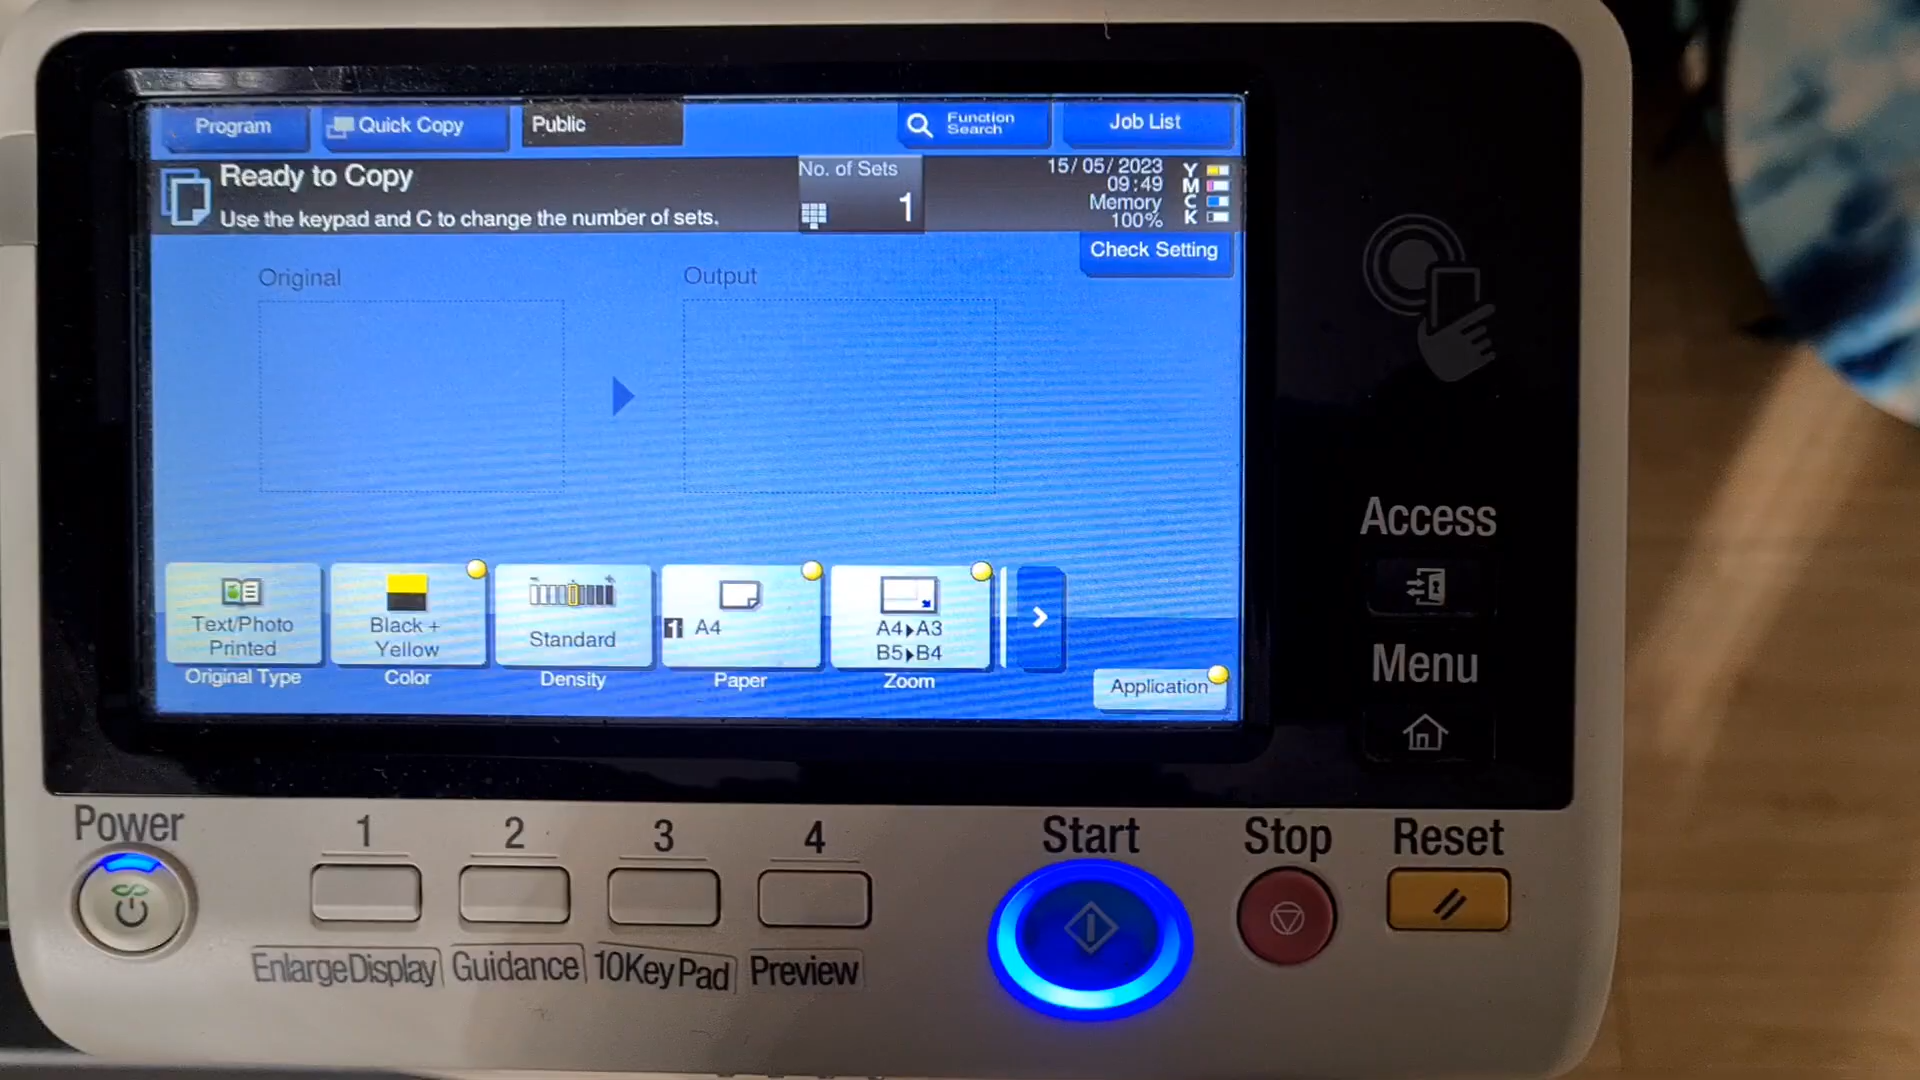 Program
Quick Copy
Public
Function
Search
Job List
Ready to Copy
Use the keypad and C to change the number of sets.
No. of Sets
1
15/05/2023
09:49
Memory
100%
Y
M
C
K
Check Setting
Original
Output
Text/Photo
Printed
Original Type
Black +
Yellow
Color
Standard
Density
1 A4
Paper
A4▶A3
B5▶B4
Zoom
Application
Access
Menu
Power
1
2
3
4
Start
Stop
Reset
EnlargeDisplay
Guidance
10KeyPad
Preview